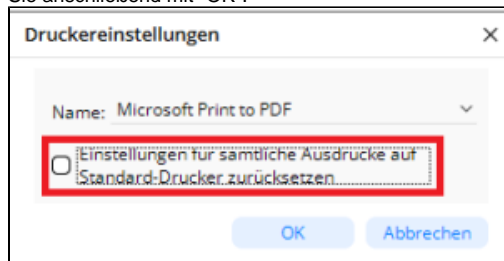 Sie anschließend mit "OK".
Druckereinstellungen
Name: Microsoft Print to PDF
Einstellungen für sämtliche Ausdrucke auf
Standard-Drucker zurücksetzen
OK Abbrechen